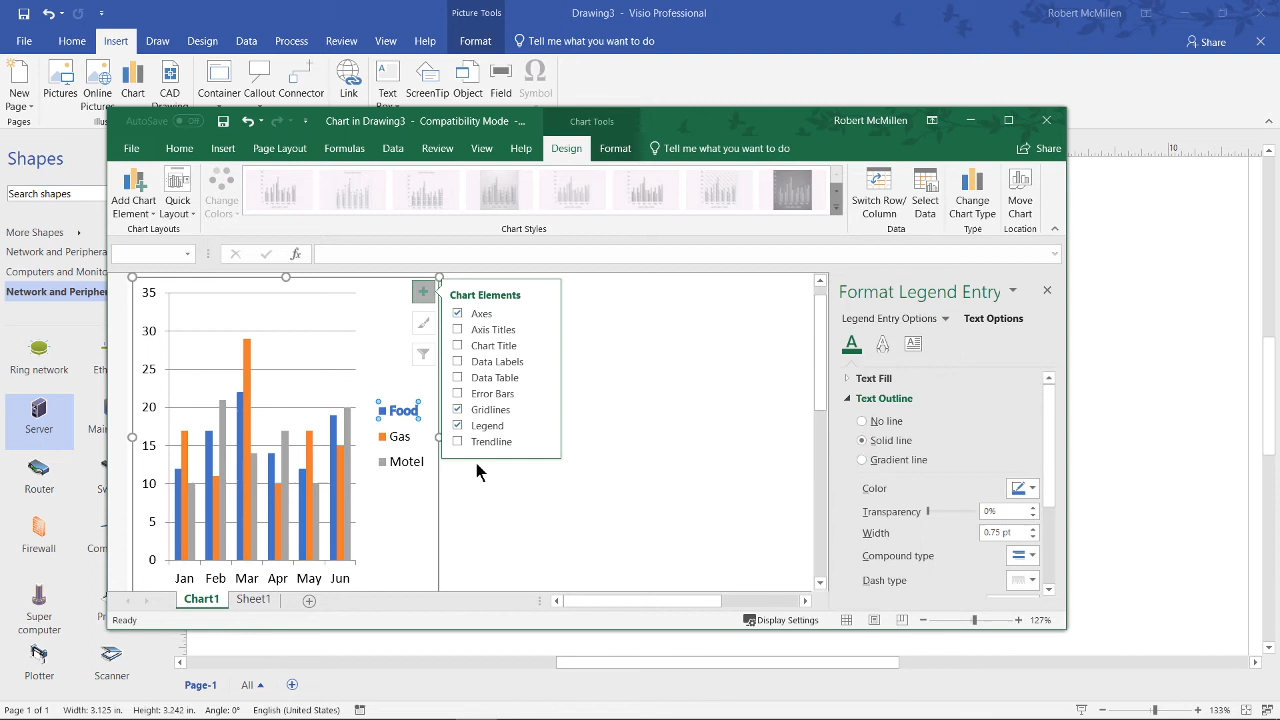 Picture Tools
Drawing3 - Visio Professional
Robert McMillen
File Home Insert Draw Design Data Process Review View Help Format Tell me what you want to do Share
New Page
Pictures
Online Pictures
Chart
CAD Drawing
Container
Callout
Connector
Link
Text Box
ScreenTip
Object
Field
Symbol
Pages
AutoSave Off
Chart in Drawing3 - Compatibility Mode -...
Chart Tools
Robert McMillen
File Home Insert Page Layout Formulas Data Review View Help Design Format Tell me what you want to do Share
Add Chart Element
Quick Layout
Change Colors
Switch Row/ Column
Select Data
Change Chart Type
Move Chart
Chart Layouts
Chart Styles
Data
Type
Location
fx
Shapes
Search shapes
More Shapes
Network and Periphe
Computers and Monito
Network and Peripher
Ring network
Eth
Server
Mai
Router
Firewall
Super computer
Plotter
Scanner
10
35
30
25
20
15
10
5
0
Jan Feb Mar Apr May Jun
Food
Gas
Motel
Chart Elements
Axes
Axis Titles
Chart Title
Data Labels
Data Table
Error Bars
Gridlines
Legend
Trendline
Format Legend Entry
Legend Entry Options Text Options
A A
Text Fill
Text Outline
No line
Solid line
Gradient line
Color
Transparency 0%
Width 0.75 pt
Compound type
Dash type
Chart1 Sheet1
Ready
Display Settings
127%
Page-1 All
Page 1 of 1 Width: 3.125 in. Height: 3.242 in. Angle: 0° English (United States)
133%